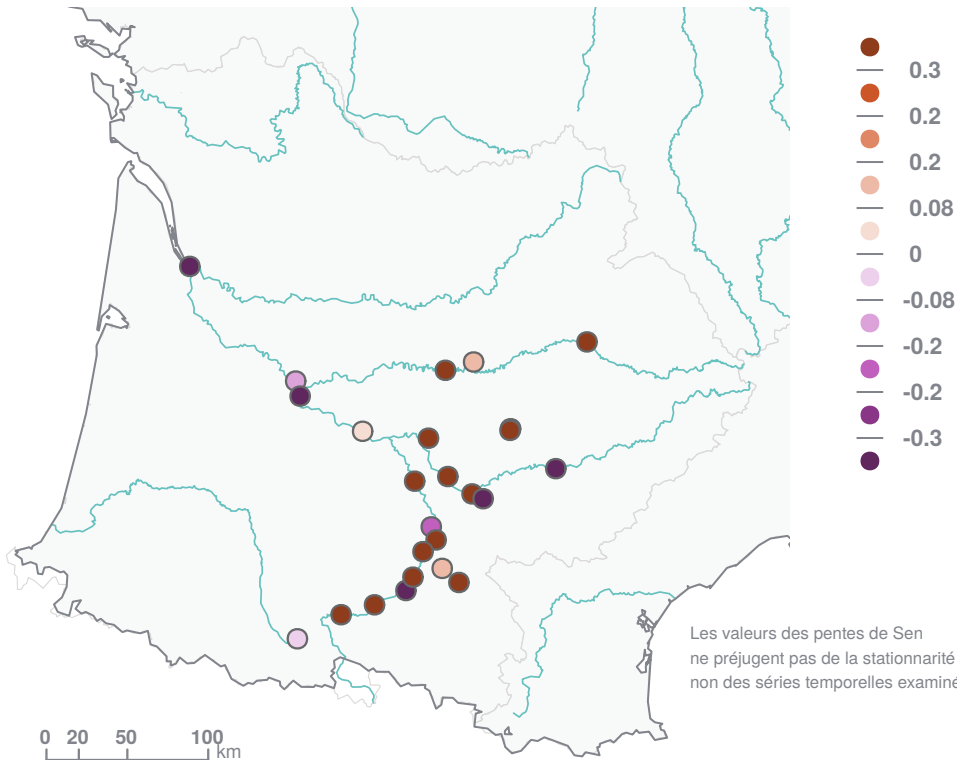 0.3
0.2
0.2
0.08
0
-0.08
-0.2
-0.2
-0.3
Les valeurs des pentes de Sen
ne préjugent pas de la stationnarité
non des séries temporelles examiné
0 20 50 100
km